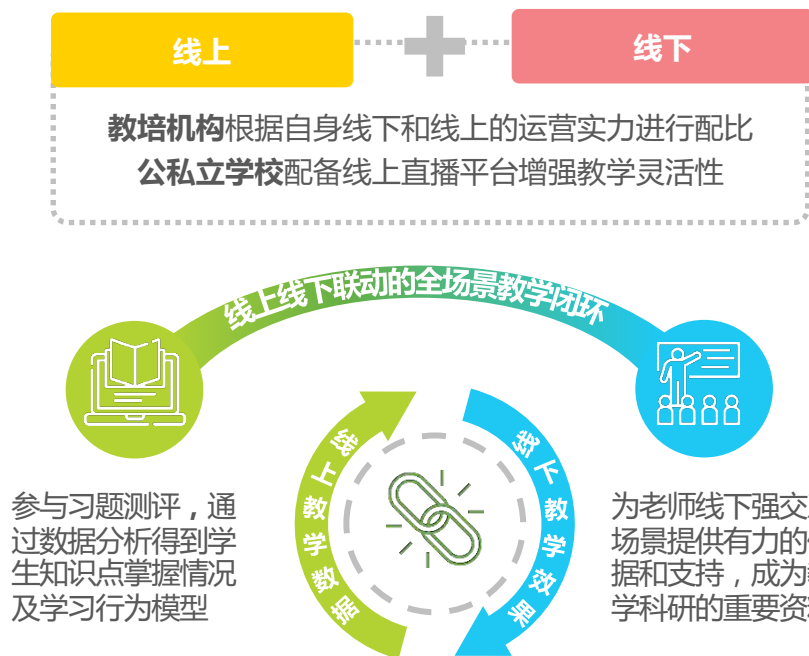 线上
线下
教培机构根据自身线下和线上的运营实力进行配比
公私立学校配备线上直播平台增强教学灵活性
线上线下联动的全场景教学闭环
线上教学数据
线下教学效果
参与习题测评，通
过数据分析得到学
生知识点掌握情况
及学习行为模型
为老师线下强交
场景提供有力的
据和支持，成为
学科研的重要资